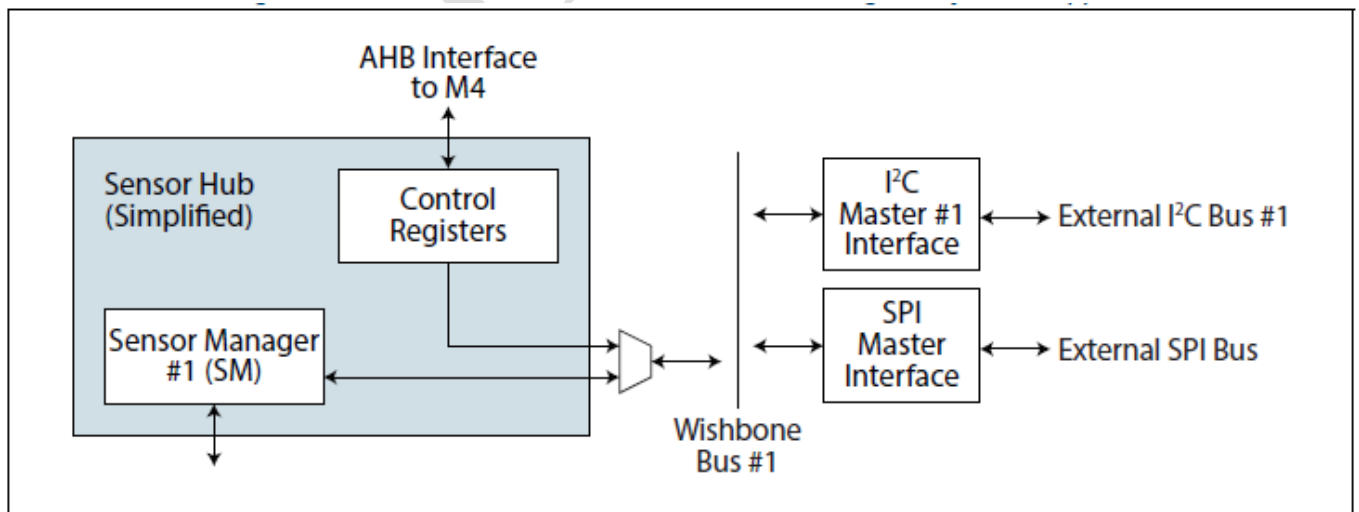 AHB Interface
to M4
Sensor Hub
(Simplified)
Control
Registers
Sensor Manager
#1 (SM)
I²C
Master #1
Interface
External I²C Bus #1
SPI
Master
Interface
External SPI Bus
Wishbone
Bus #1